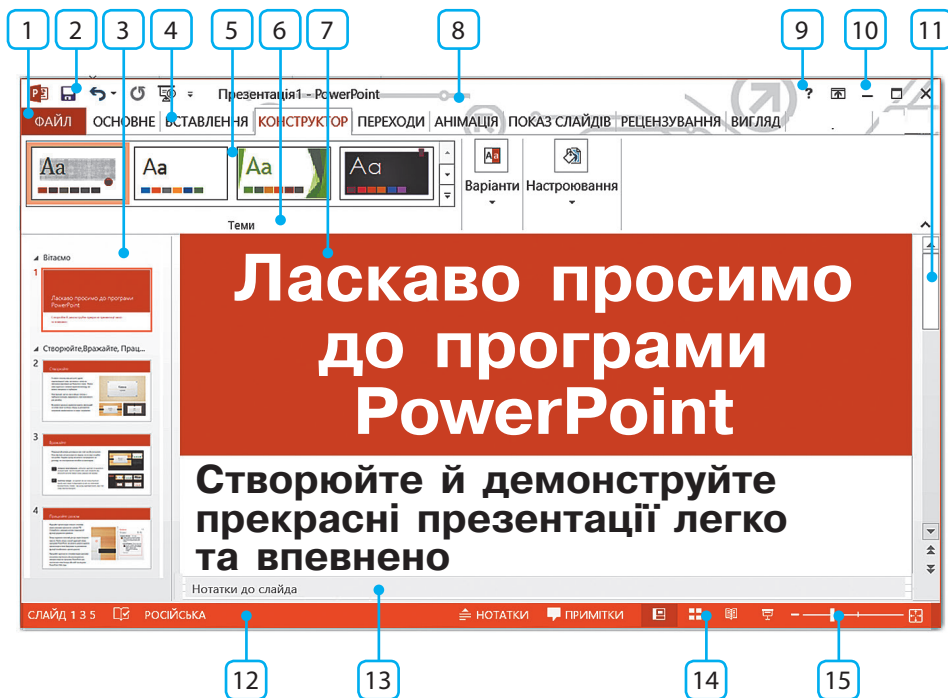 1 2 3 4 5 6 7 8 9 10 11
Презентація1 - PowerPoint ?
ФАЙЛ ОСНОВНЕ ВСТАВЛЕННЯ КОНСТРУКТОР ПЕРЕХОДИ АНІМАЦІЯ ПОКАЗ СЛАЙДІВ РЕЦЕНЗУВАННЯ ВИГЛЯД
Aa Aa Aa Aa
Варіанти Настроювання
Теми
Вітаємо
1
Ласкаво просимо до програми
PowerPoint
Створюйте,Вражайте, Прац...
2
3
4
Ласкаво просимо
до програми
PowerPoint
Створюйте й демонструйте
прекрасні презентації легко
та впевнено
Нотатки до слайда
СЛАЙД 1 З 5 РОСІЙСЬКА НОТАТКИ ПРИМІТКИ
12 13 14 15